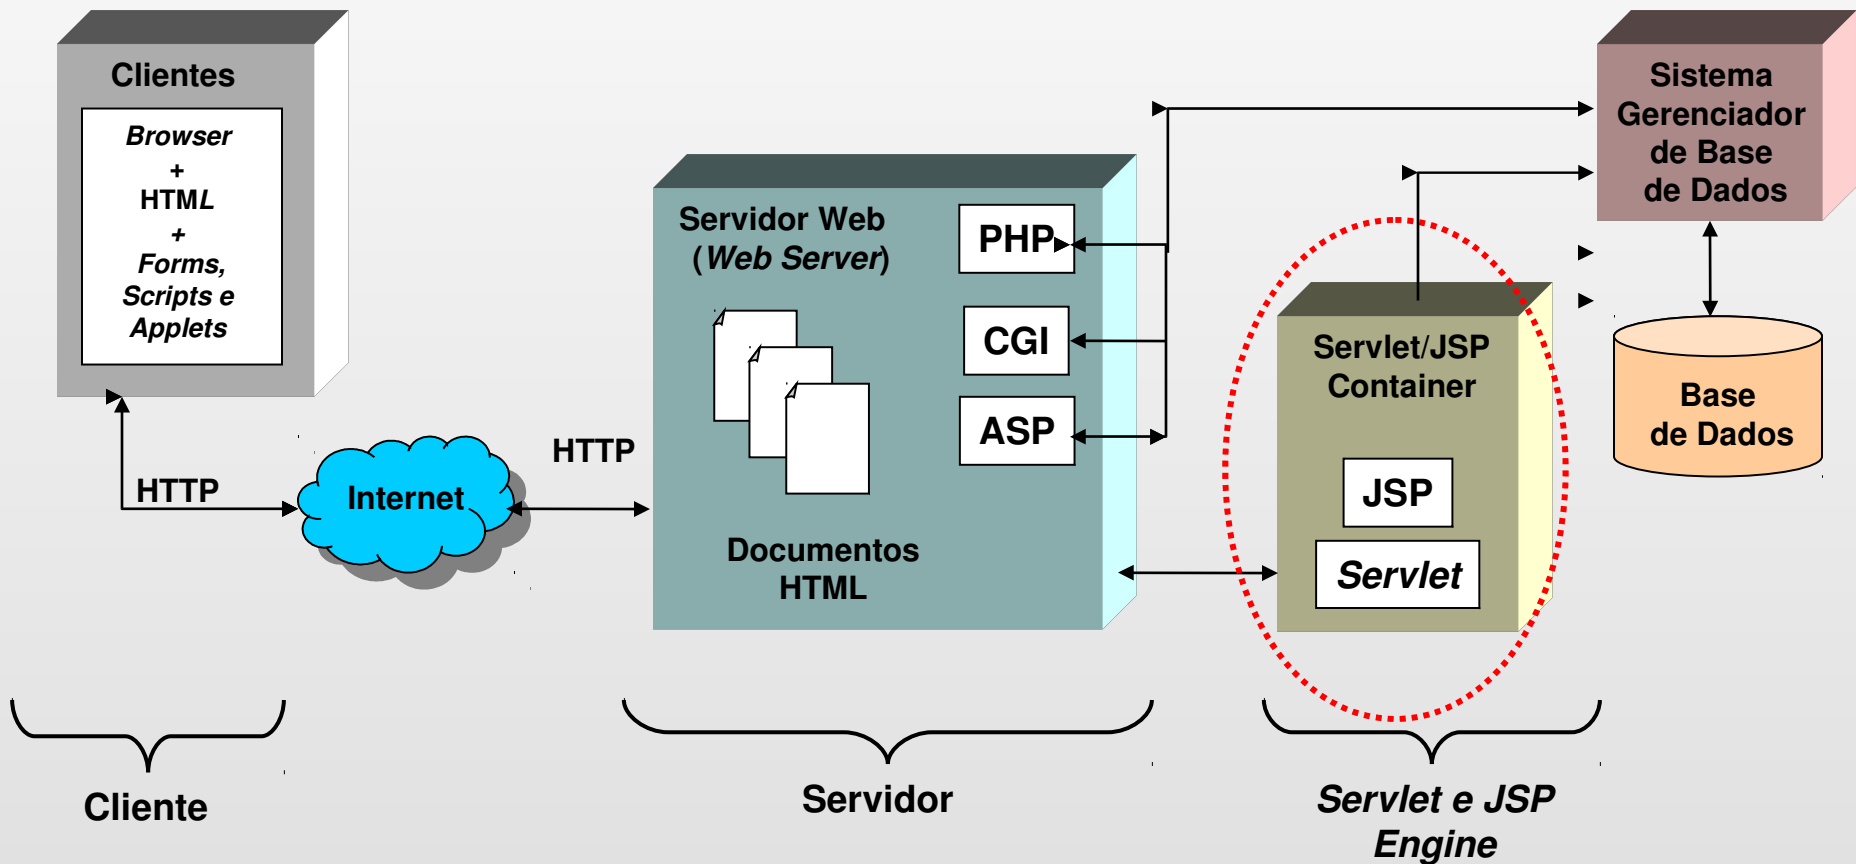 Clientes
Browser
+
HTML
+
Forms,
Scripts e
Applets
HTTP
Internet
HTTP
Servidor Web
(Web Server)
PHP
CGI
ASP
Documentos
HTML
Servlet/JSP
Container
JSP
Servlet
Sistema
Gerenciador
de Base
de Dados
Base
de Dados
Cliente
Servidor
Servlet e JSP
Engine